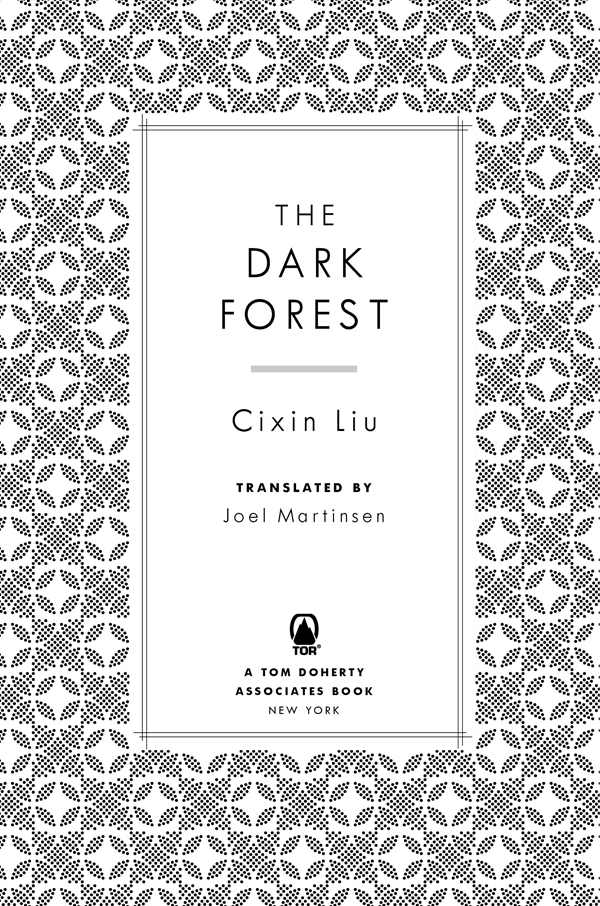 THE
DARK
FOREST
Cixin Liu
TRANSLATED BY
Joel Martinsen
TOR®
A TOM DOHERTY
ASSOCIATES BOOK
NEW YORK